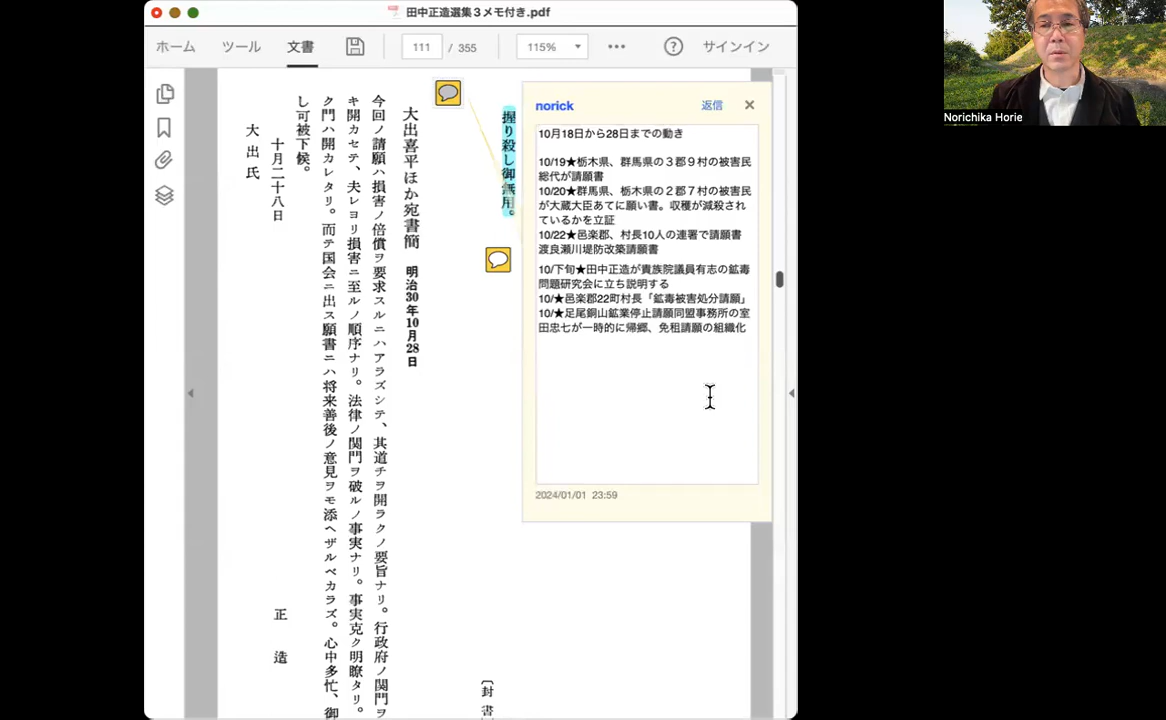 田中正造選集３メモ付き.pdf
ホーム ツール 文書 111 / 355 115% サインイン
握り殺し御無用。
大出喜平ほか宛書簡 明治30年10月28日
〔封書
今回ノ請願ハ損害ノ倍償ヲ要求スルニハアラズシテ、其道チヲ開ラクノ要旨ナリ。行政府ノ関門ヲ
キ開カセテ、夫レヨリ損害ニ至ルノ順序ナリ。法律ノ関門ヲ破ルノ事実ナリ。事実克ク明瞭タリ。
ク門ハ開カレタリ。而テ国会ニ出ス願書ニハ将来善後ノ意見ヲモ添ヘザルベカラズ。心中多忙、御
し可被下候。
十月二十八日
正 造
大出氏
norick 返信
10月18日から28日までの動き
10/19★栃木県、群馬県の３郡９村の被害民
総代が請願書
10/20★群馬県、栃木県の２郡７村の被害民
が大蔵大臣あてに願い書。収穫が減殺され
ているかを立証
10/22★邑楽郡、村長10人の連署で請願書
渡良瀬川堤防改築請願書
10/下旬★田中正造が貴族院議員有志の鉱毒
問題研究会に立ち説明する
10/★邑楽郡22町村長「鉱毒被害処分請願」
10/★足尾銅山鉱業停止請願同盟事務所の室
田忠七が一時的に帰郷、免租請願の組織化
2024/01/01 23:59
Norichika Horie